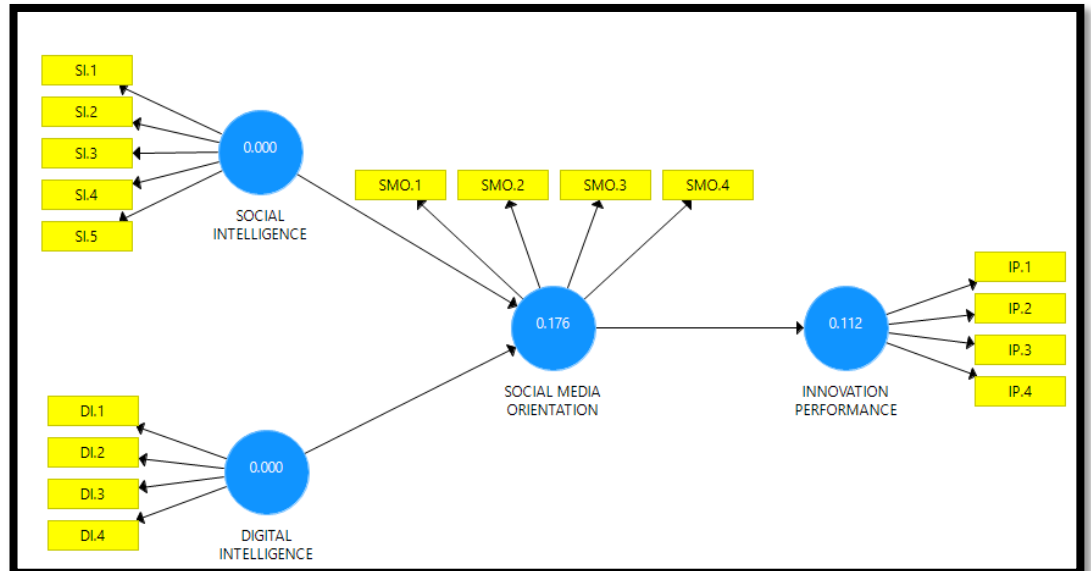 SI.1
SI.2
SI.3
SI.4
SI.5
0.000
SOCIAL
INTELLIGENCE
SMO.1
SMO.2
SMO.3
SMO.4
0.176
SOCIAL MEDIA
ORIENTATION
0.112
INNOVATION
PERFORMANCE
IP.1
IP.2
IP.3
IP.4
DI.1
DI.2
DI.3
DI.4
0.000
DIGITAL
INTELLIGENCE